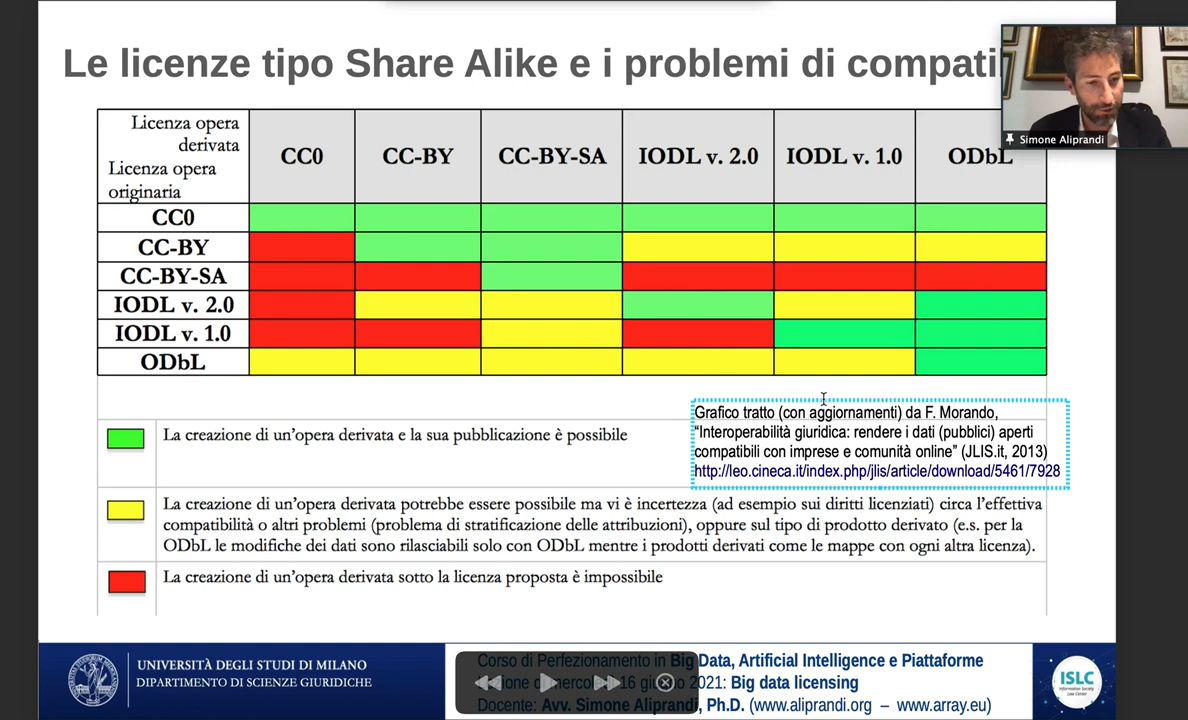 Le licenze tipo Share Alike e i problemi di compati
Simone Aliprandi
Licenza opera
derivata
Licenza opera
originaria
CC0
CC-BY
CC-BY-SA
IODL v. 2.0
IODL v. 1.0
ODbL
CC0
CC-BY
CC-BY-SA
IODL v. 2.0
IODL v. 1.0
ODbL
Grafico tratto (con aggiornamenti) da F. Morando,
“Interoperabilità giuridica: rendere i dati (pubblici) aperti
compatibili con imprese e comunità online” (JLIS.it, 2013)
http://leo.cineca.it/index.php/jlis/article/download/5461/7928
La creazione di un’opera derivata e la sua pubblicazione è possibile
La creazione di un’opera derivata potrebbe essere possibile ma vi è incertezza (ad esempio sui diritti licenziati) circa l’effettiva
compatibilità o altri problemi (problema di stratificazione delle attribuzioni), oppure sul tipo di prodotto derivato (e.s. per la
ODbL le modifiche dei dati sono rilasciabili solo con ODbL mentre i prodotti derivati come le mappe con ogni altra licenza).
La creazione di un’opera derivata sotto la licenza proposta è impossibile
UNIVERSITÀ DEGLI STUDI DI MILANO
DIPARTIMENTO DI SCIENZE GIURIDICHE
Corso di Perfezionamento in Big Data, Artificial Intelligence e Piattaforme
16 giugno 2021: Big data licensing
Docente: Avv. Simone Aliprandi, Ph.D. (www.aliprandi.org – www.array.eu)
ISLC
Information Society
Law Center